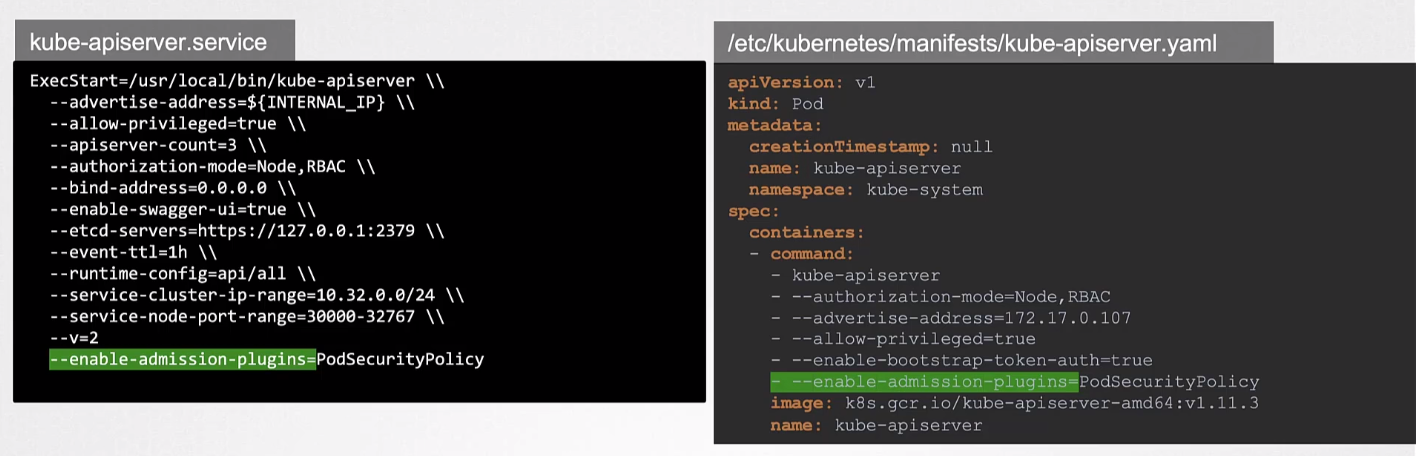 kube-apiserver.service
ExecStart=/usr/local/bin/kube-apiserver \\
--advertise-address=${INTERNAL_IP} \\
--allow-privileged=true \\
--apiserver-count=3 \\
--authorization-mode=Node,RBAC \\
--bind-address=0.0.0.0 \\
--enable-swagger-ui=true \\
--etcd-servers=https://127.0.0.1:2379 \\
--event-ttl=1h \\
--runtime-config=api/all \\
--service-cluster-ip-range=10.32.0.0/24 \\
--service-node-port-range=30000-32767 \\
--v=2
--enable-admission-plugins=PodSecurityPolicy
/etc/kubernetes/manifests/kube-apiserver.yaml
apiVersion: v1
kind: Pod
metadata:
  creationTimestamp: null
  name: kube-apiserver
  namespace: kube-system
spec:
  containers:
  - command:
    - kube-apiserver
    - --authorization-mode=Node,RBAC
    - --advertise-address=172.17.0.107
    - --allow-privileged=true
    - --enable-bootstrap-token-auth=true
    - --enable-admission-plugins=PodSecurityPolicy
    image: k8s.gcr.io/kube-apiserver-amd64:v1.11.3
    name: kube-apiserver